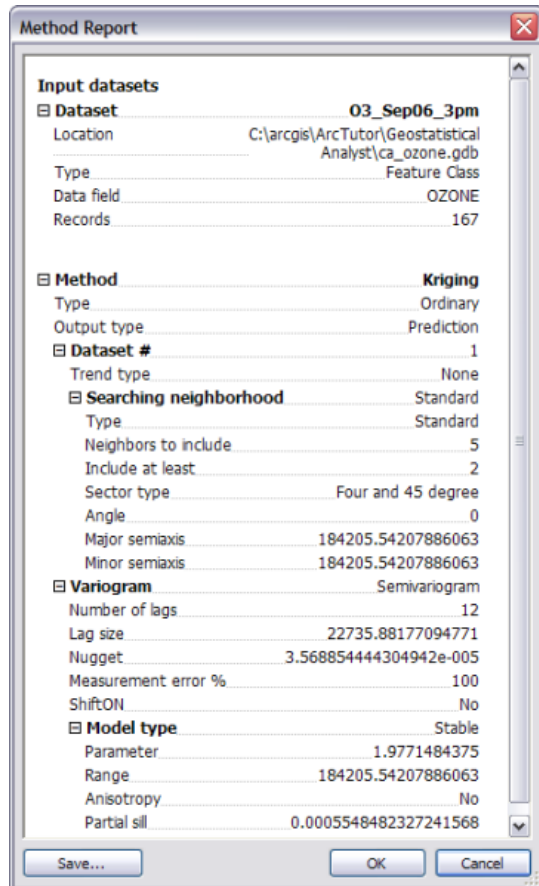 Method Report
Input datasets
Dataset O3_Sep06_3pm
Location C:\arcgis\ArcTutor\Geostatistical
Analyst\ca_ozone.gdb
Type Feature Class
Data field OZONE
Records 167
Method Kriging
Type Ordinary
Output type Prediction
Dataset # 1
Trend type None
Searching neighborhood Standard
Type Standard
Neighbors to include 5
Include at least 2
Sector type Four and 45 degree
Angle 0
Major semiaxis 184205.54207886063
Minor semiaxis 184205.54207886063
Variogram Semivariogram
Number of lags 12
Lag size 22735.88177094771
Nugget 3.568854444304942e-005
Measurement error % 100
ShiftON No
Model type Stable
Parameter 1.9771484375
Range 184205.54207886063
Anisotropy No
Partial sill 0.0005548482327241568
Save... OK Cancel